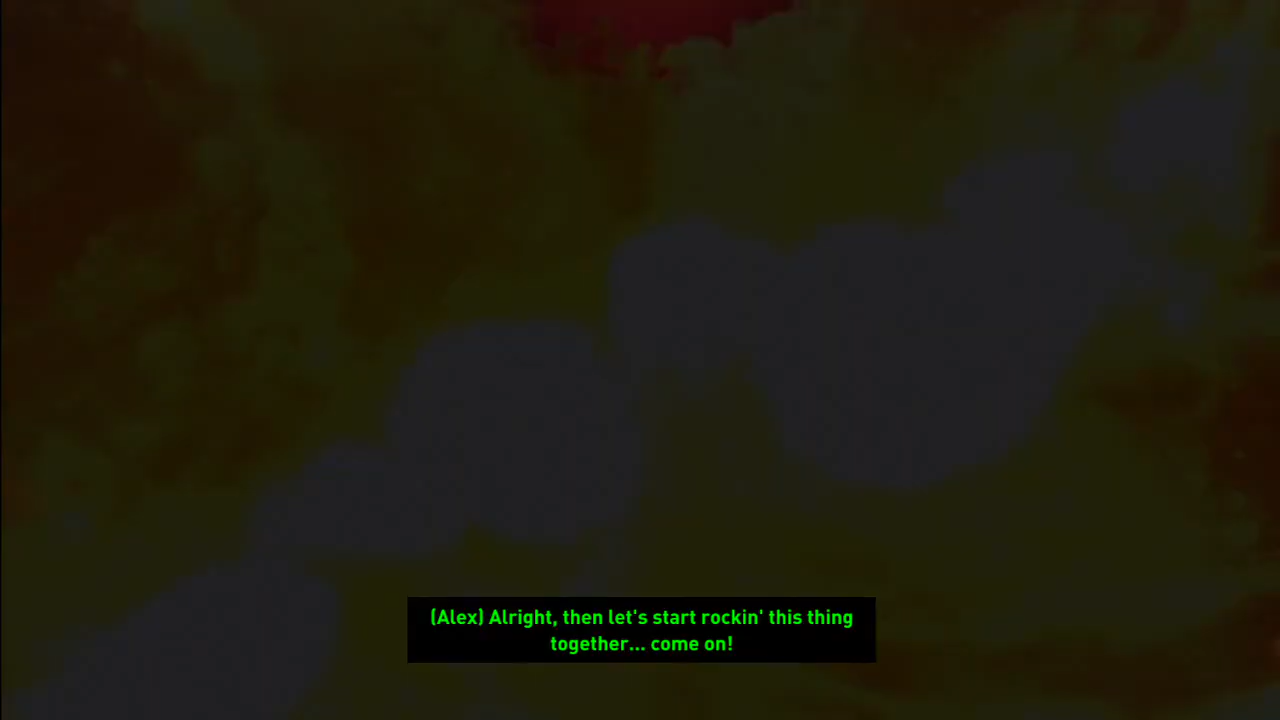 (Alex) Alright, then let's start rockin' this thing
together... come on!